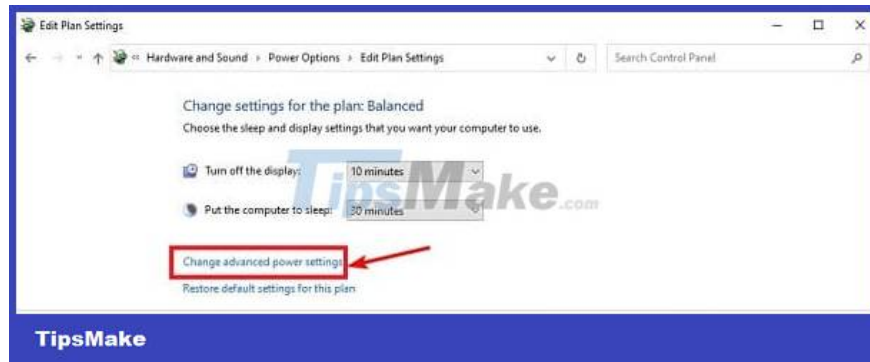 Edit Plan Settings
« Hardware and Sound › Power Options › Edit Plan Settings
Search Control Panel
Change settings for the plan: Balanced
Choose the sleep and display settings that you want your computer to use.
Turn off the display: 10 minutes
TipsMake.com
Put the computer to sleep: 30 minutes
Change advanced power settings
Restore default settings for this plan
TipsMake